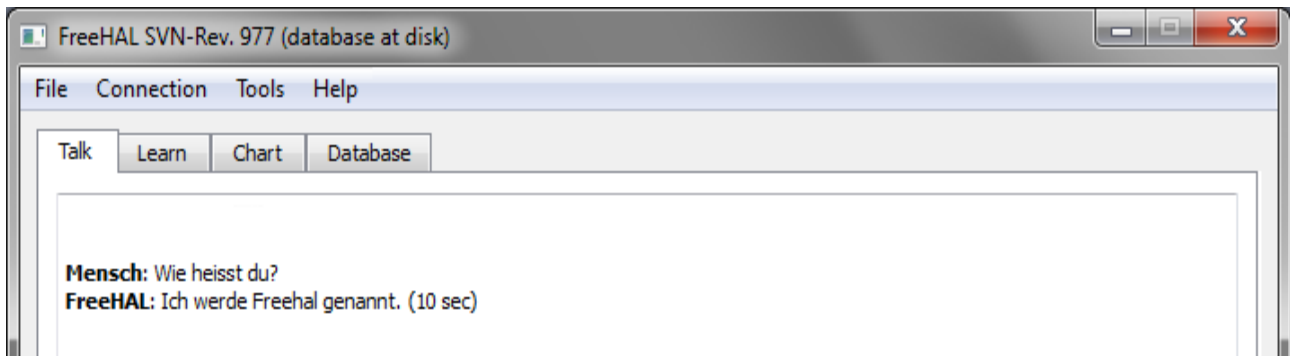 FreeHAL SVN-Rev. 977 (database at disk)
File Connection Tools Help
Talk Learn Chart Database
Mensch: Wie heisst du?
FreeHAL: Ich werde Freehal genannt. (10 sec)